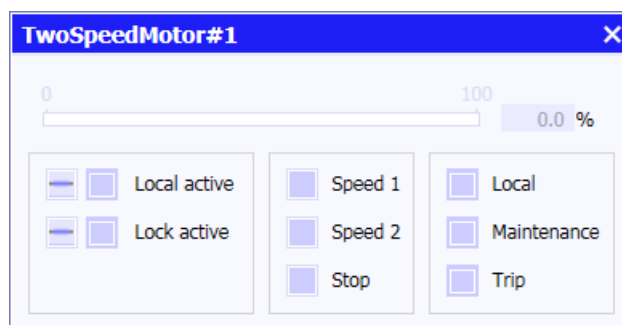 TwoSpeedMotor#1
0 100
0.0 %
Local active
Lock active
Speed 1
Speed 2
Stop
Local
Maintenance
Trip